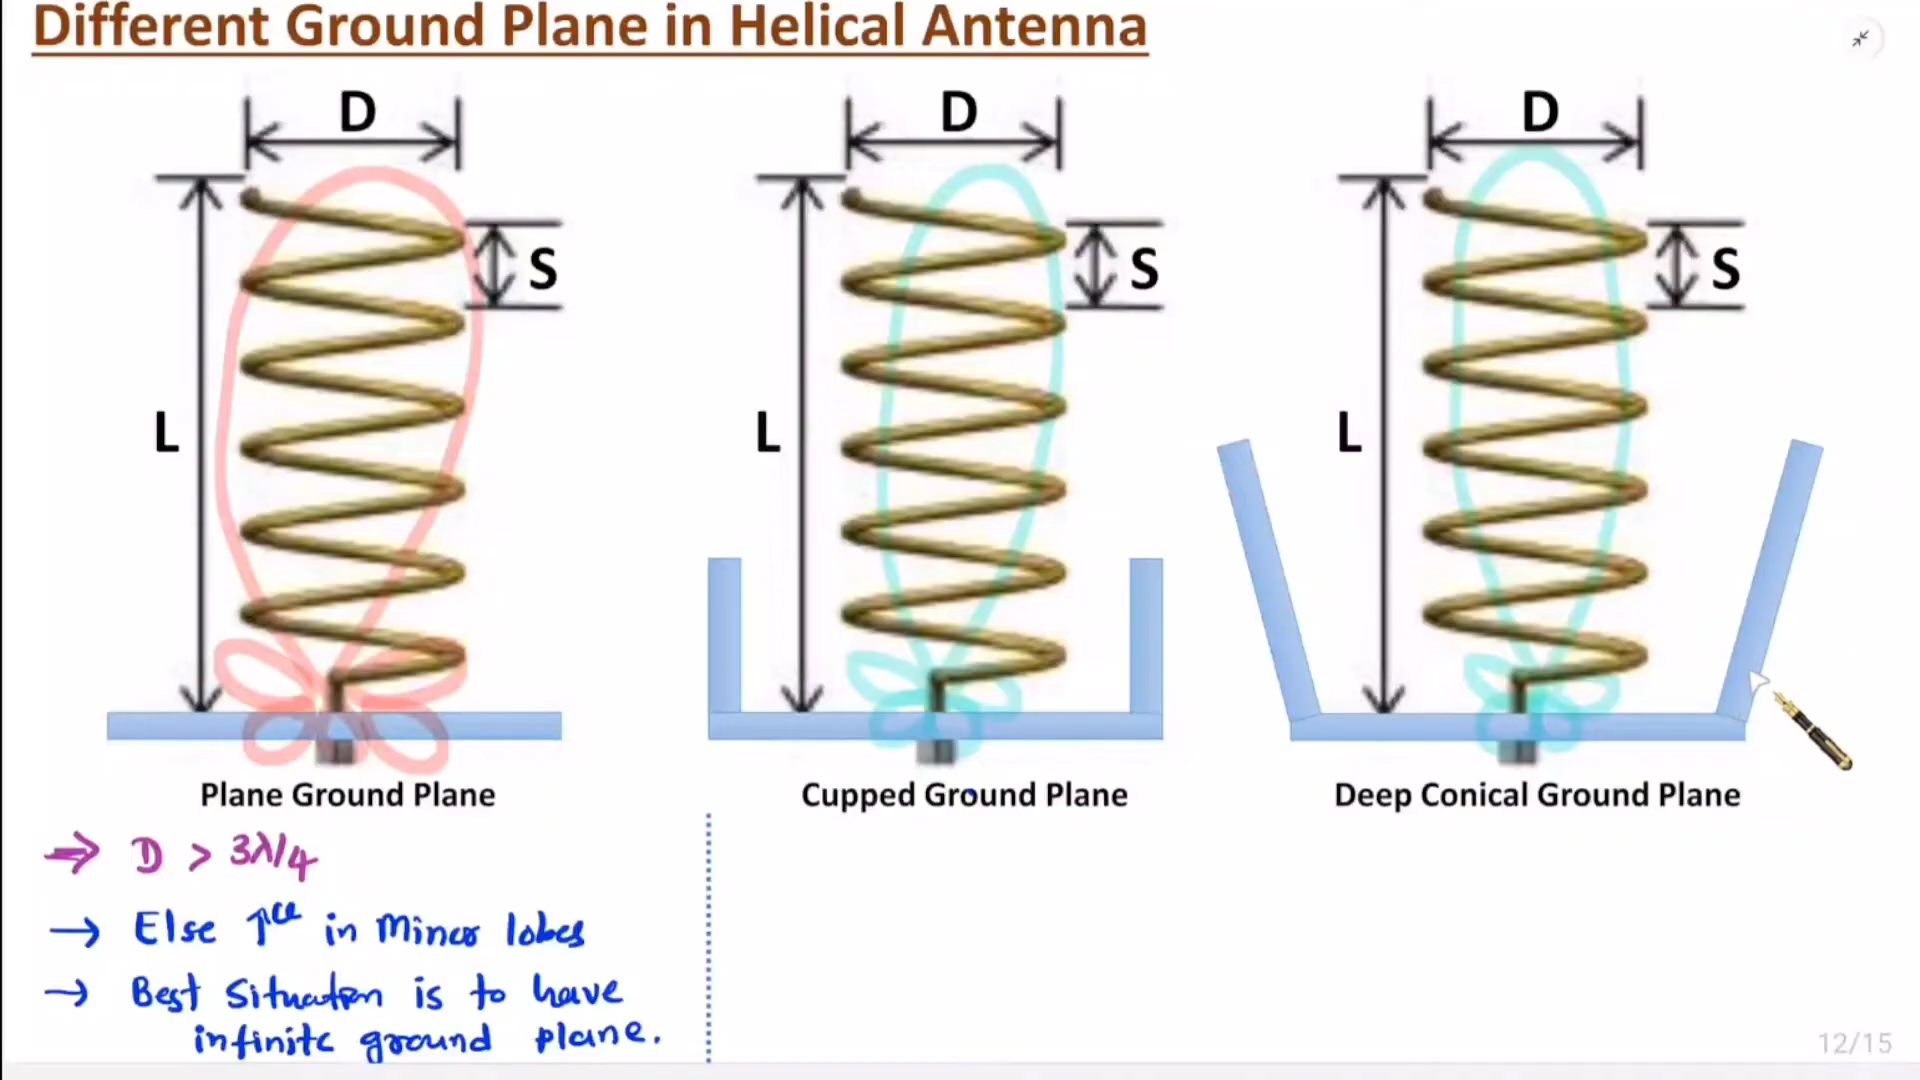 Different Ground Plane in Helical Antenna
D
S
L
Plane Ground Plane
D
S
L
Cupped Ground Plane
D
S
L
Deep Conical Ground Plane
⇒ D > 3λ/4
→ Else ↑ce in Minor lobes
→ Best Situation is to have
infinite ground plane.
12/15